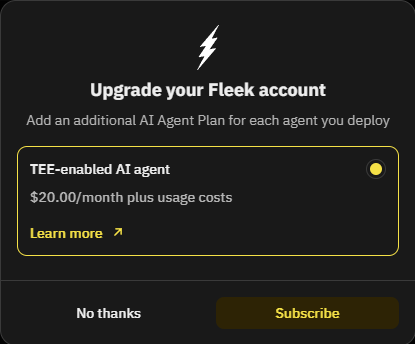 Upgrade your Fleek account
Add an additional AI Agent Plan for each agent you deploy
TEE-enabled AI agent
$20.00/month plus usage costs
Learn more
No thanks
Subscribe